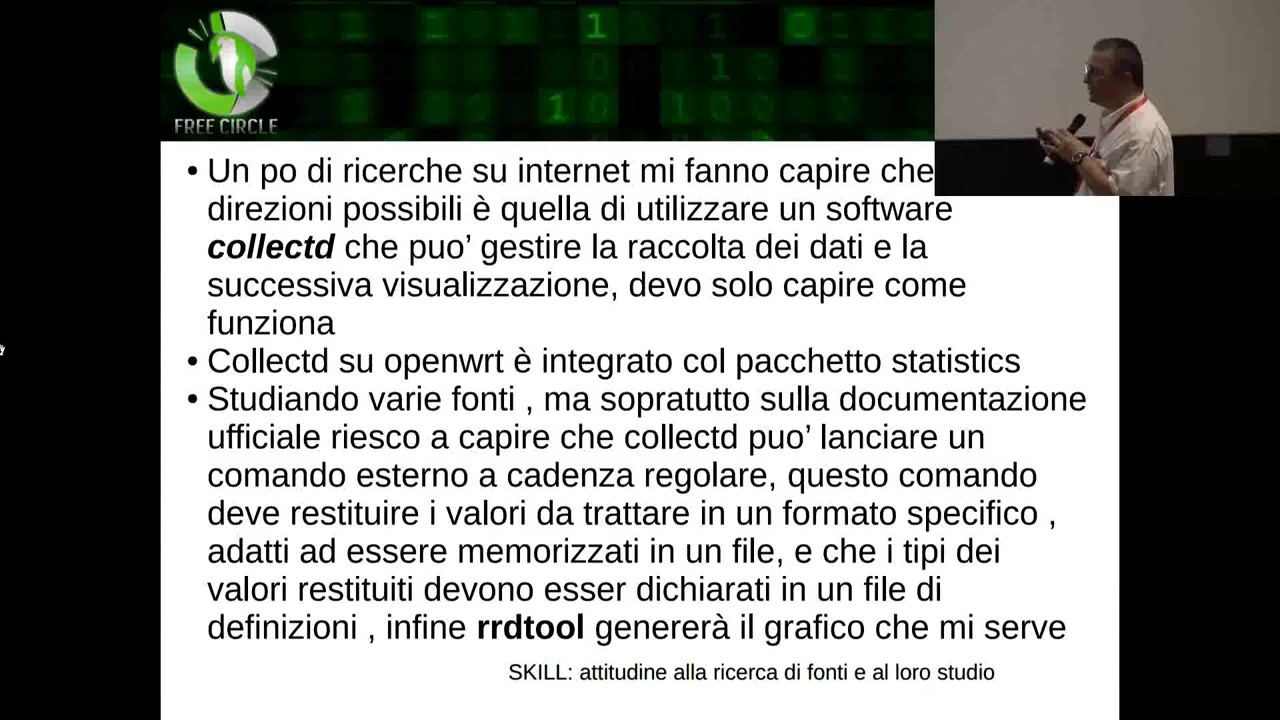 FREE CIRCLE
• Un po di ricerche su internet mi fanno capire che
direzioni possibili è quella di utilizzare un software
collectd che puo’ gestire la raccolta dei dati e la
successiva visualizzazione, devo solo capire come
funziona
• Collectd su openwrt è integrato col pacchetto statistics
• Studiando varie fonti , ma sopratutto sulla documentazione
ufficiale riesco a capire che collectd puo’ lanciare un
comando esterno a cadenza regolare, questo comando
deve restituire i valori da trattare in un formato specifico ,
adatti ad essere memorizzati in un file, e che i tipi dei
valori restituiti devono esser dichiarati in un file di
definizioni , infine rrdtool genererà il grafico che mi serve
SKILL: attitudine alla ricerca di fonti e al loro studio